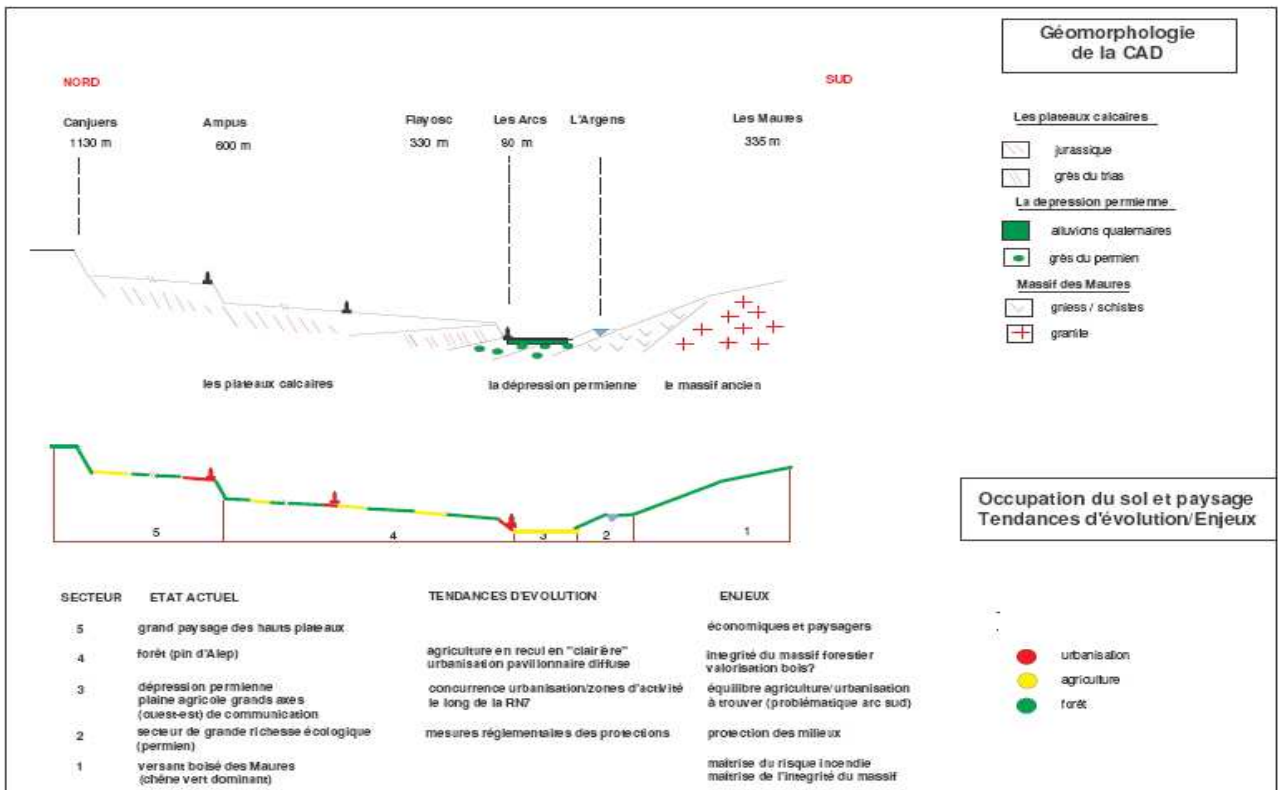 Géomorphologie
de la CAD
NORD
SUD
Canjuers
1130 m
Ampus
600 m
Flayosc
330 m
Les Arcs
80 m
L'Argens
Les Maures
335 m
Les plateaux calcaires
jurassique
grès du trias
La depression permienne
alluvions quaternaires
grès du permien
Massif des Maures
gniess / schistes
granite
les plateaux calcaires
la dépression permienne
le massif ancien
5
4
3
2
1
Occupation du sol et paysage
Tendances d'évolution/Enjeux
SECTEUR ETAT ACTUEL TENDANCES D'EVOLUTION ENJEUX
5 grand paysage des hauts plateaux économiques et paysagers
4 forêt (pin d'Alep) agriculture en recul en "clairière" integrité du massif forestier
urbanisation pavillonnaire diffuse valorisation bois?
3 dépression permienne concurrence urbanisation/zones d'activité équilibre agriculture/urbanisation
plaine agricole grands axes le long de la RN7 à trouver (problématique arc sud)
(ouest-est) de communication
2 secteur de grande richesse écologique mesures réglementaires des protections protection des milieux
(permien)
1 versant boisé des Maures maîtrise du risque incendie
(chêne vert dominant) maîtrise de l'integrité du massif
urbanisation
agriculture
forêt